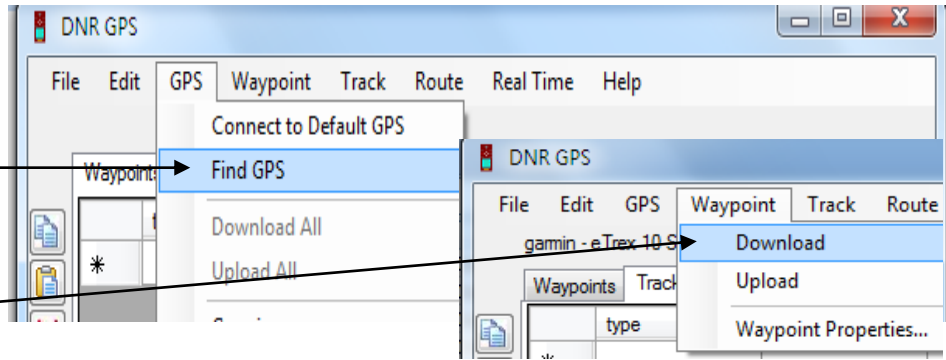 DNR GPS
File Edit GPS Waypoint Track Route Real Time Help
Connect to Default GPS
Waypoints Find GPS
Download All
*
Upload All
DNR GPS
File Edit GPS Waypoint Track Route
gamin - eTrex 10 S Download
Waypoints Track Upload
type Waypoint Properties...
*